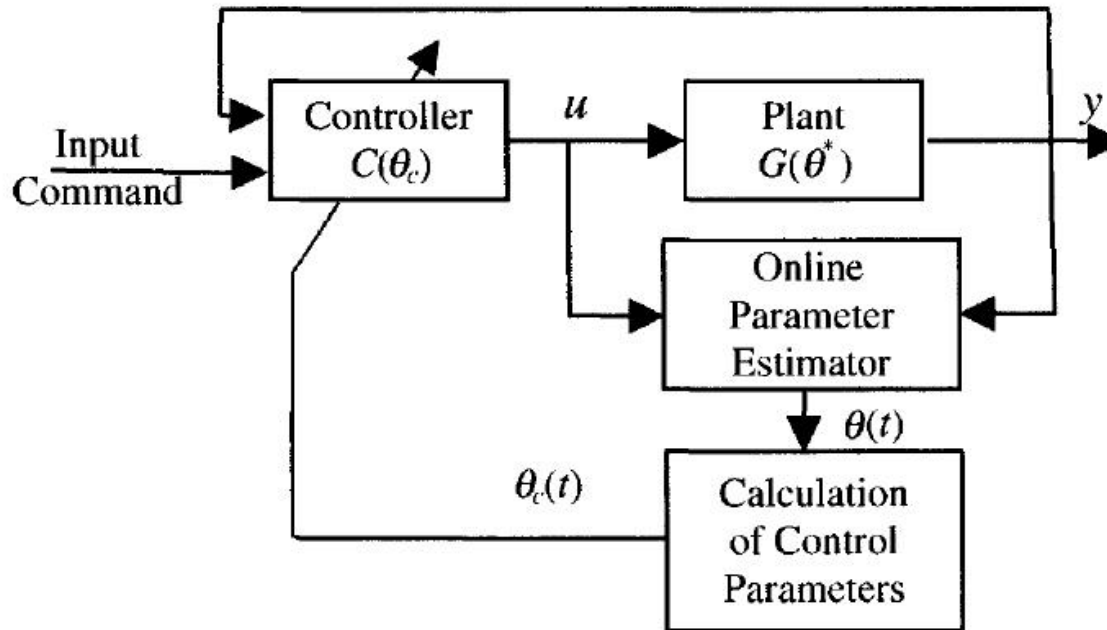 Controller
C(θc)
u
Plant
G(θ*)
y
Input
Command
Online
Parameter
Estimator
θ(t)
θc(t)
Calculation
of Control
Parameters